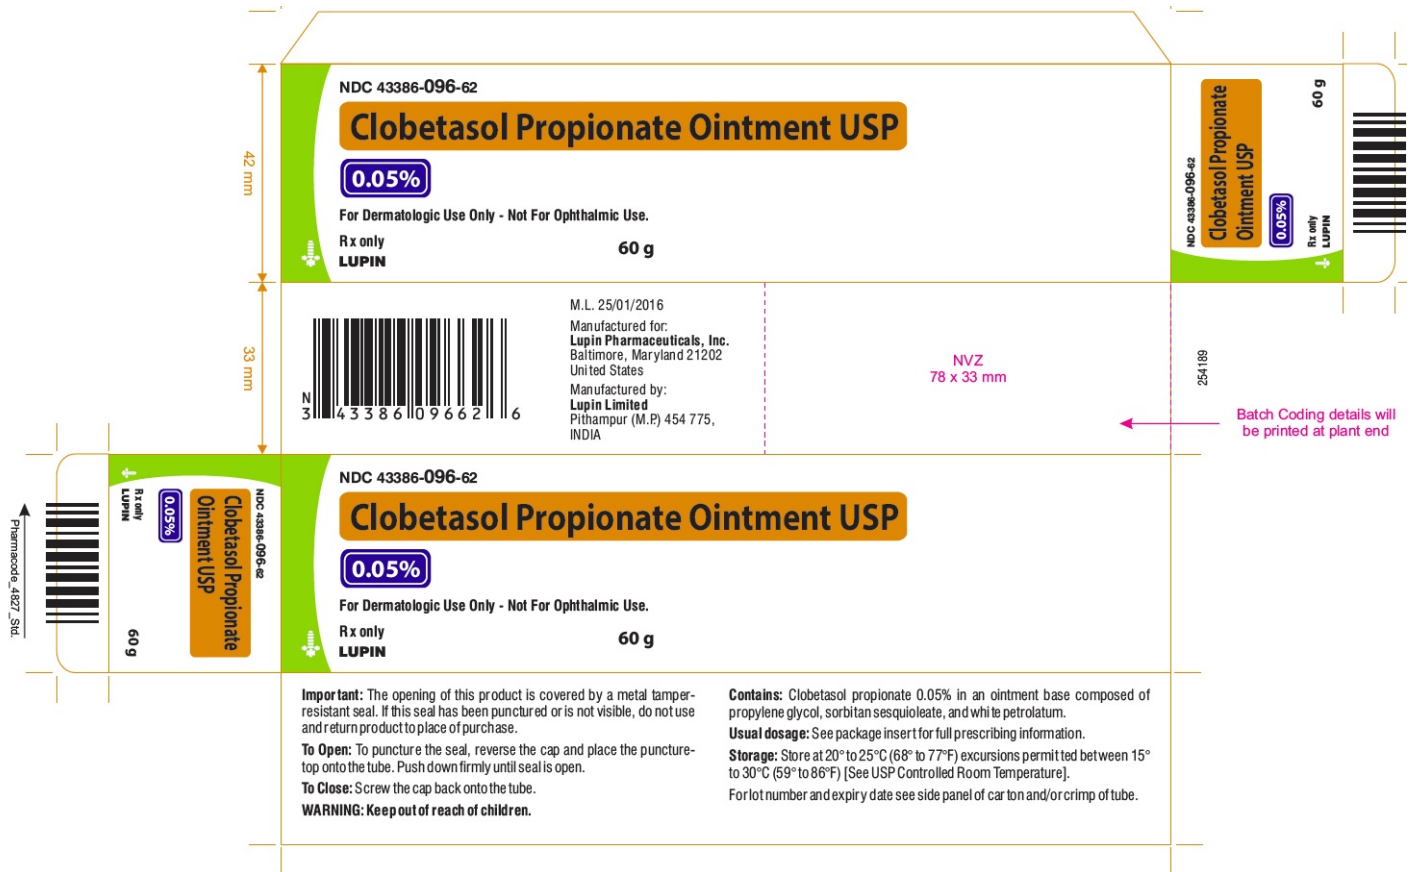 NDC 43386-096-62
Clobetasol Propionate Ointment USP
0.05%
For Dermatologic Use Only - Not For Ophthalmic Use.
Rx only
LUPIN
60 g
42 mm
NDC 43386-096-62
Clobetasol Propionate
Ointment USP
0.05%
Rx only
LUPIN
60 g
33 mm
N
3 43386 09662 6
M.L. 25/01/2016
Manufactured for:
Lupin Pharmaceuticals, Inc.
Baltimore, Maryland 21202
United States
Manufactured by:
Lupin Limited
Pithampur (M.P.) 454 775,
INDIA
NVZ
78 x 33 mm
254189
Batch Coding details will
be printed at plant end
Pharmacode_4827_Std.
NDC 43386-096-62
Clobetasol Propionate
Ointment USP
0.05%
Rx only
LUPIN
60 g
NDC 43386-096-62
Clobetasol Propionate Ointment USP
0.05%
For Dermatologic Use Only - Not For Ophthalmic Use.
Rx only
LUPIN
60 g
Important: The opening of this product is covered by a metal tamper-
resistant seal. If this seal has been punctured or is not visible, do not use
and return product to place of purchase.
To Open: To puncture the seal, reverse the cap and place the puncture-
top onto the tube. Push down firmly until seal is open.
To Close: Screw the cap back onto the tube.
WARNING: Keep out of reach of children.
Contains: Clobetasol propionate 0.05% in an ointment base composed of
propylene glycol, sorbitan sesquioleate, and white petrolatum.
Usual dosage: See package insert for full prescribing information.
Storage: Store at 20° to 25°C (68° to 77°F) excursions permitted between 15°
to 30°C (59° to 86°F) [See USP Controlled Room Temperature].
For lot number and expiry date see side panel of carton and/or crimp of tube.